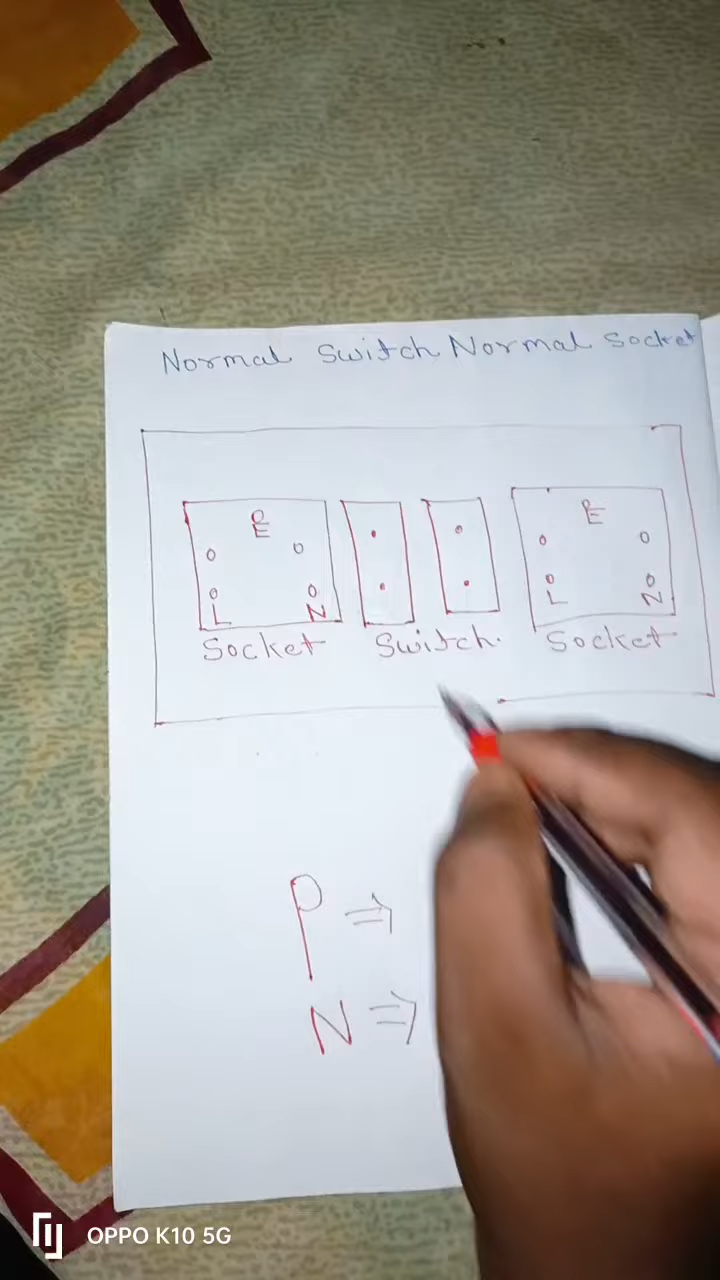 Normal Switch Normal Socket
E E
L N L N
Socket Switch. Socket
P ⇒
N ⇒
OPPO K10 5G